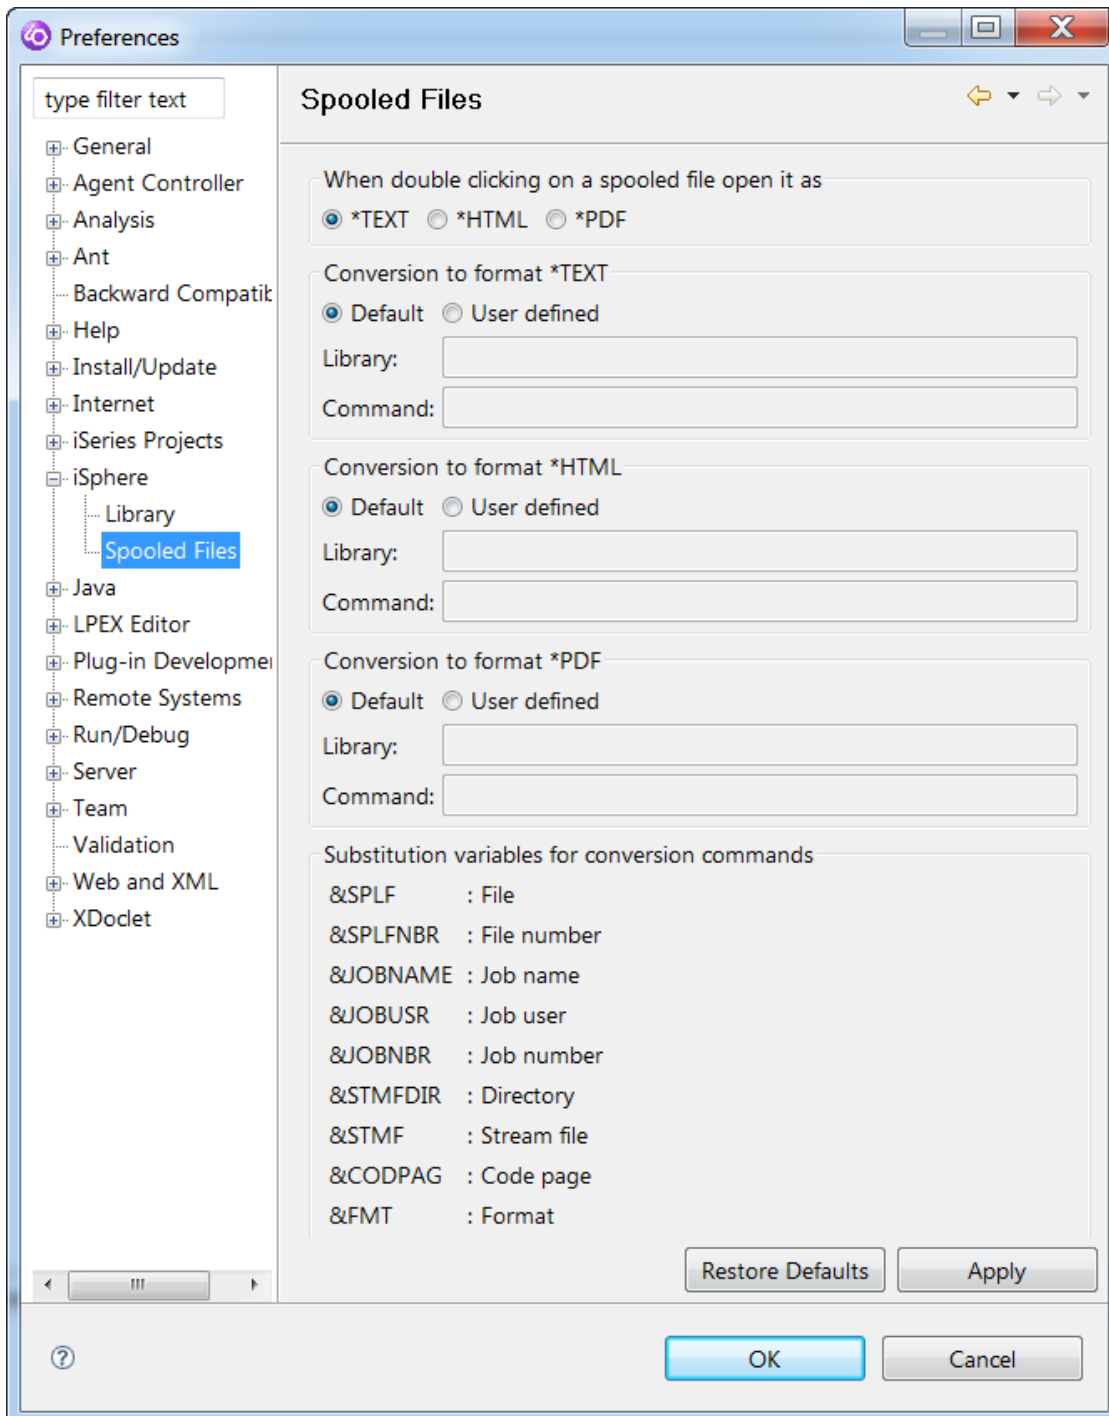 Preferences
type filter text
General
Agent Controller
Analysis
Ant
Backward Compatib
Help
Install/Update
Internet
iSeries Projects
iSphere
Library
Spooled Files
Java
LPEX Editor
Plug-in Developme
Remote Systems
Run/Debug
Server
Team
Validation
Web and XML
XDoclet
Spooled Files
When double clicking on a spooled file open it as
*TEXT *HTML *PDF
Conversion to format *TEXT
Default User defined
Library:
Command:
Conversion to format *HTML
Default User defined
Library:
Command:
Conversion to format *PDF
Default User defined
Library:
Command:
Substitution variables for conversion commands
&SPLF : File
&SPLFNBR : File number
&JOBNAME : Job name
&JOBUSR : Job user
&JOBNBR : Job number
&STMFDIR : Directory
&STMF : Stream file
&CODPAG : Code page
&FMT : Format
Restore Defaults Apply
OK Cancel